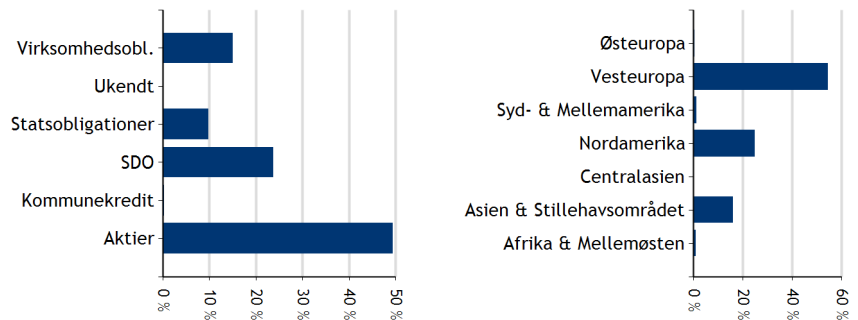 Virksomhedsobl.
Ukendt
Statsobligationer
SDO
Kommunekredit
Aktier
0 %
10 %
20 %
30 %
40 %
50 %
Østeuropa
Vesteuropa
Syd- & Mellemamerika
Nordamerika
Centralasien
Asien & Stillehavsområdet
Afrika & Mellemøsten
0 %
20 %
40 %
60 %